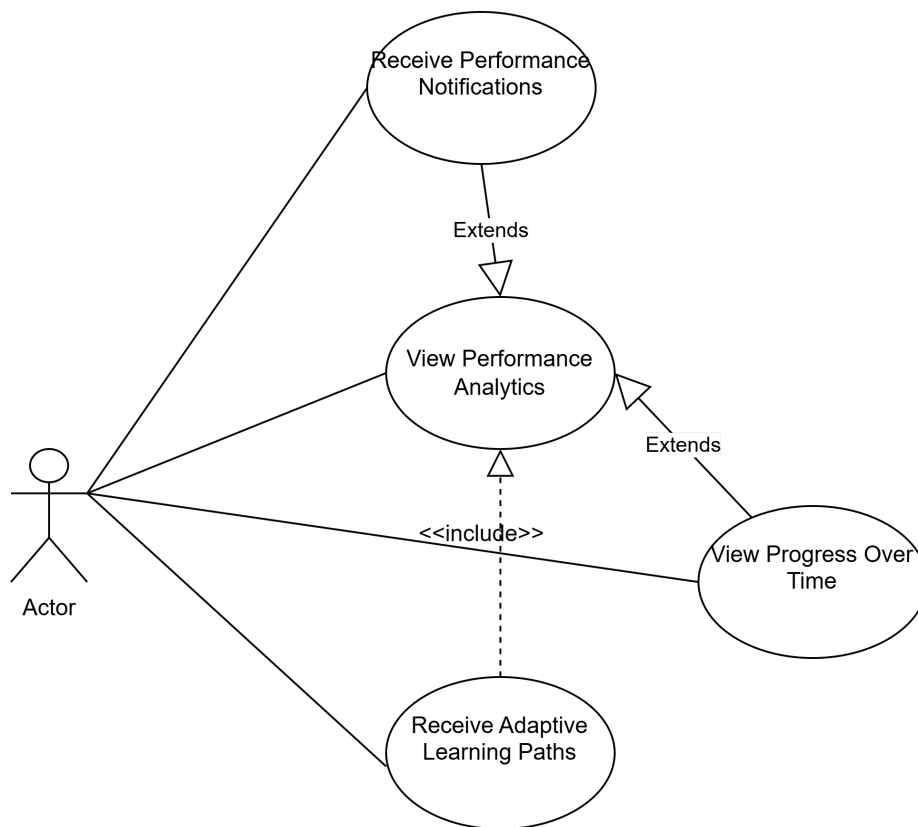 Receive Performance
Notifications
Extends
View Performance
Analytics
Extends
<<include>>
View Progress Over
Time
Actor
Receive Adaptive
Learning Paths